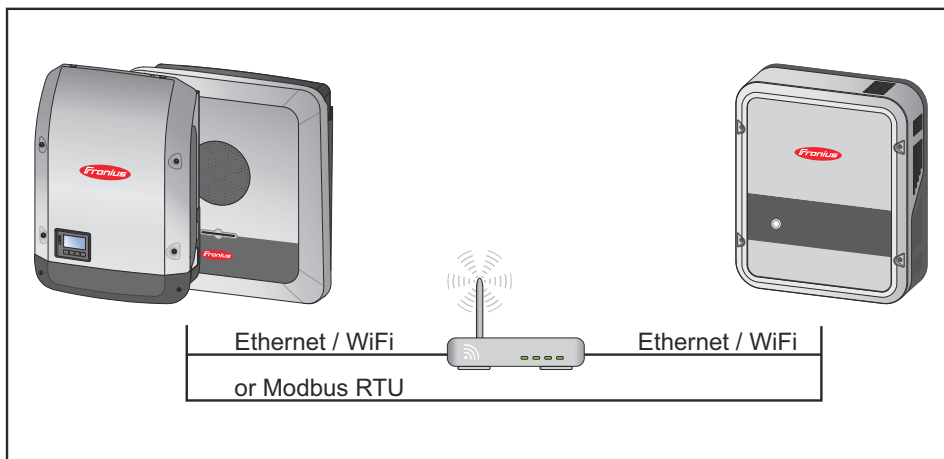 Fronius
Fronius
Fronius
Ethernet / WiFi
Ethernet / WiFi
or Modbus RTU